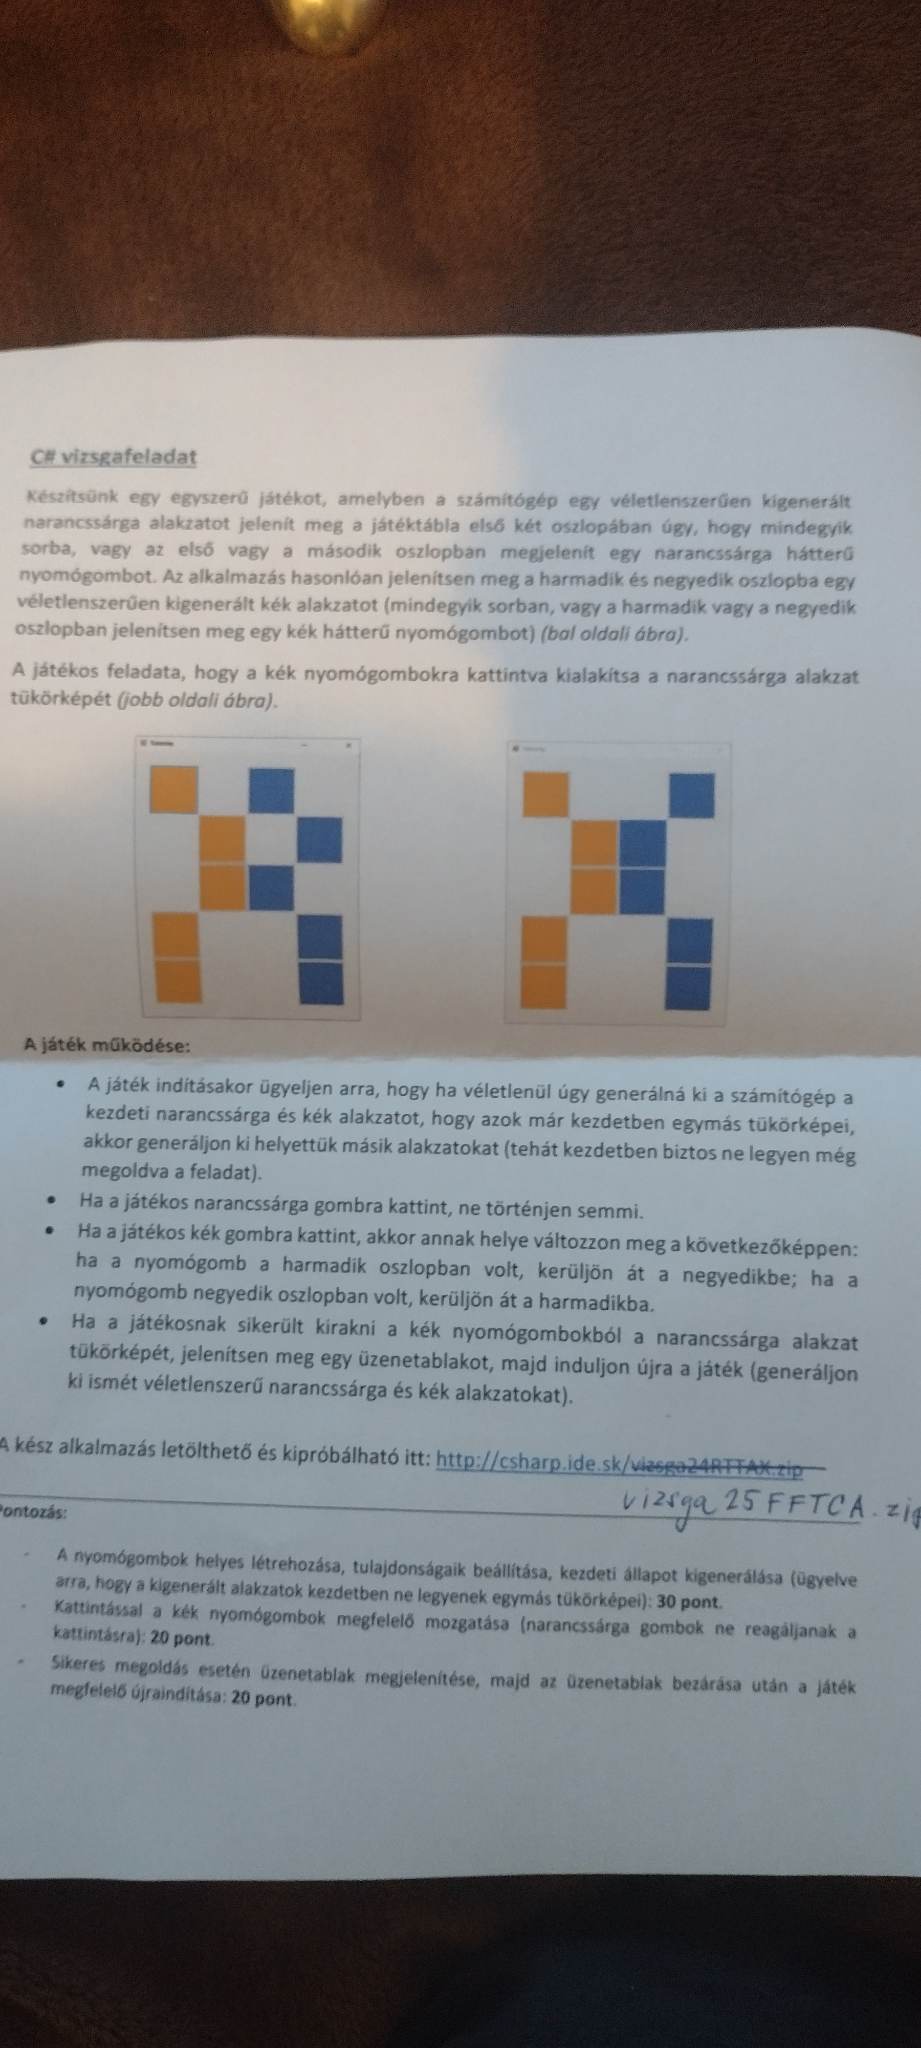 C# vizsgafeladat
Készítsünk egy egyszerű játékot, amelyben a számítógép egy véletlenszerűen kigenerált
narancssárga alakzatot jelenít meg a játéktábla első két oszlopában úgy, hogy mindegyik
sorba, vagy az első vagy a második oszlopban megjelenít egy narancssárga hátterű
nyomógombot. Az alkalmazás hasonlóan jelenítsen meg a harmadik és negyedik oszlopba egy
véletlenszerűen kigenerált kék alakzatot (mindegyik sorban, vagy a harmadik vagy a negyedik
oszlopban jelenítsen meg egy kék hátterű nyomógombot) (bal oldali ábra).
A játékos feladata, hogy a kék nyomógombokra kattintva kialakítsa a narancssárga alakzat
tükörképét (jobb oldali ábra).
A játék működése:
• A játék indításakor ügyeljen arra, hogy ha véletlenül úgy generálná ki a számítógép a
kezdeti narancssárga és kék alakzatot, hogy azok már kezdetben egymás tükörképei,
akkor generáljon ki helyettük másik alakzatokat (tehát kezdetben biztos ne legyen még
megoldva a feladat).
• Ha a játékos narancssárga gombra kattint, ne történjen semmi.
• Ha a játékos kék gombra kattint, akkor annak helye változzon meg a következőképpen:
ha a nyomógomb a harmadik oszlopban volt, kerüljön át a negyedikbe; ha a
nyomógomb negyedik oszlopban volt, kerüljön át a harmadikba.
• Ha a játékosnak sikerült kirakni a kék nyomógombokból a narancssárga alakzat
tükörképét, jelenítsen meg egy üzenetablakot, majd induljon újra a játék (generáljon
ki ismét véletlenszerű narancssárga és kék alakzatokat).
A kész alkalmazás letölthető és kipróbálható itt: http://csharp.ide.sk/vizsga24RTTAX.zip
vizsga25FFTCA.zip
Pontozás:
- A nyomógombok helyes létrehozása, tulajdonságaik beállítása, kezdeti állapot kigenerálása (ügyelve
arra, hogy a kigenerált alakzatok kezdetben ne legyenek egymás tükörképei): 30 pont.
- Kattintással a kék nyomógombok megfelelő mozgatása (narancssárga gombok ne reagáljanak a
kattintásra): 20 pont.
- Sikeres megoldás esetén üzenetablak megjelenítése, majd az üzenetablak bezárása után a játék
megfelelő újraindítása: 20 pont.